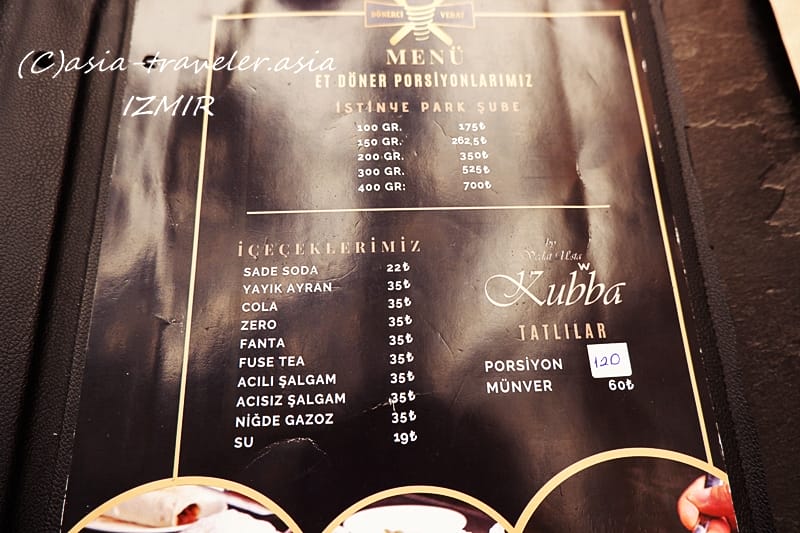 (C)asia-traveler.asia
IZMIR
DÖNERCİ VEDAT
MENÜ
ET DÖNER PORSİYONLARIMIZ
İSTİNYE PARK ŞUBE
100 GR. 175₺
150 GR. 262,5₺
200 GR. 350₺
300 GR. 525₺
400 GR: 700₺
İÇEÇEKLERİMİZ
SADE SODA 22₺
YAYIK AYRAN 35₺
COLA 35₺
ZERO 35₺
FANTA 35₺
FUSE TEA 35₺
ACILI ŞALGAM 35₺
ACISIZ ŞALGAM 35₺
NİĞDE GAZOZ 35₺
SU 19₺
by
Vedat Usta
Kubba
TATLILAR
PORSİYON 120
MÜNVER 60₺